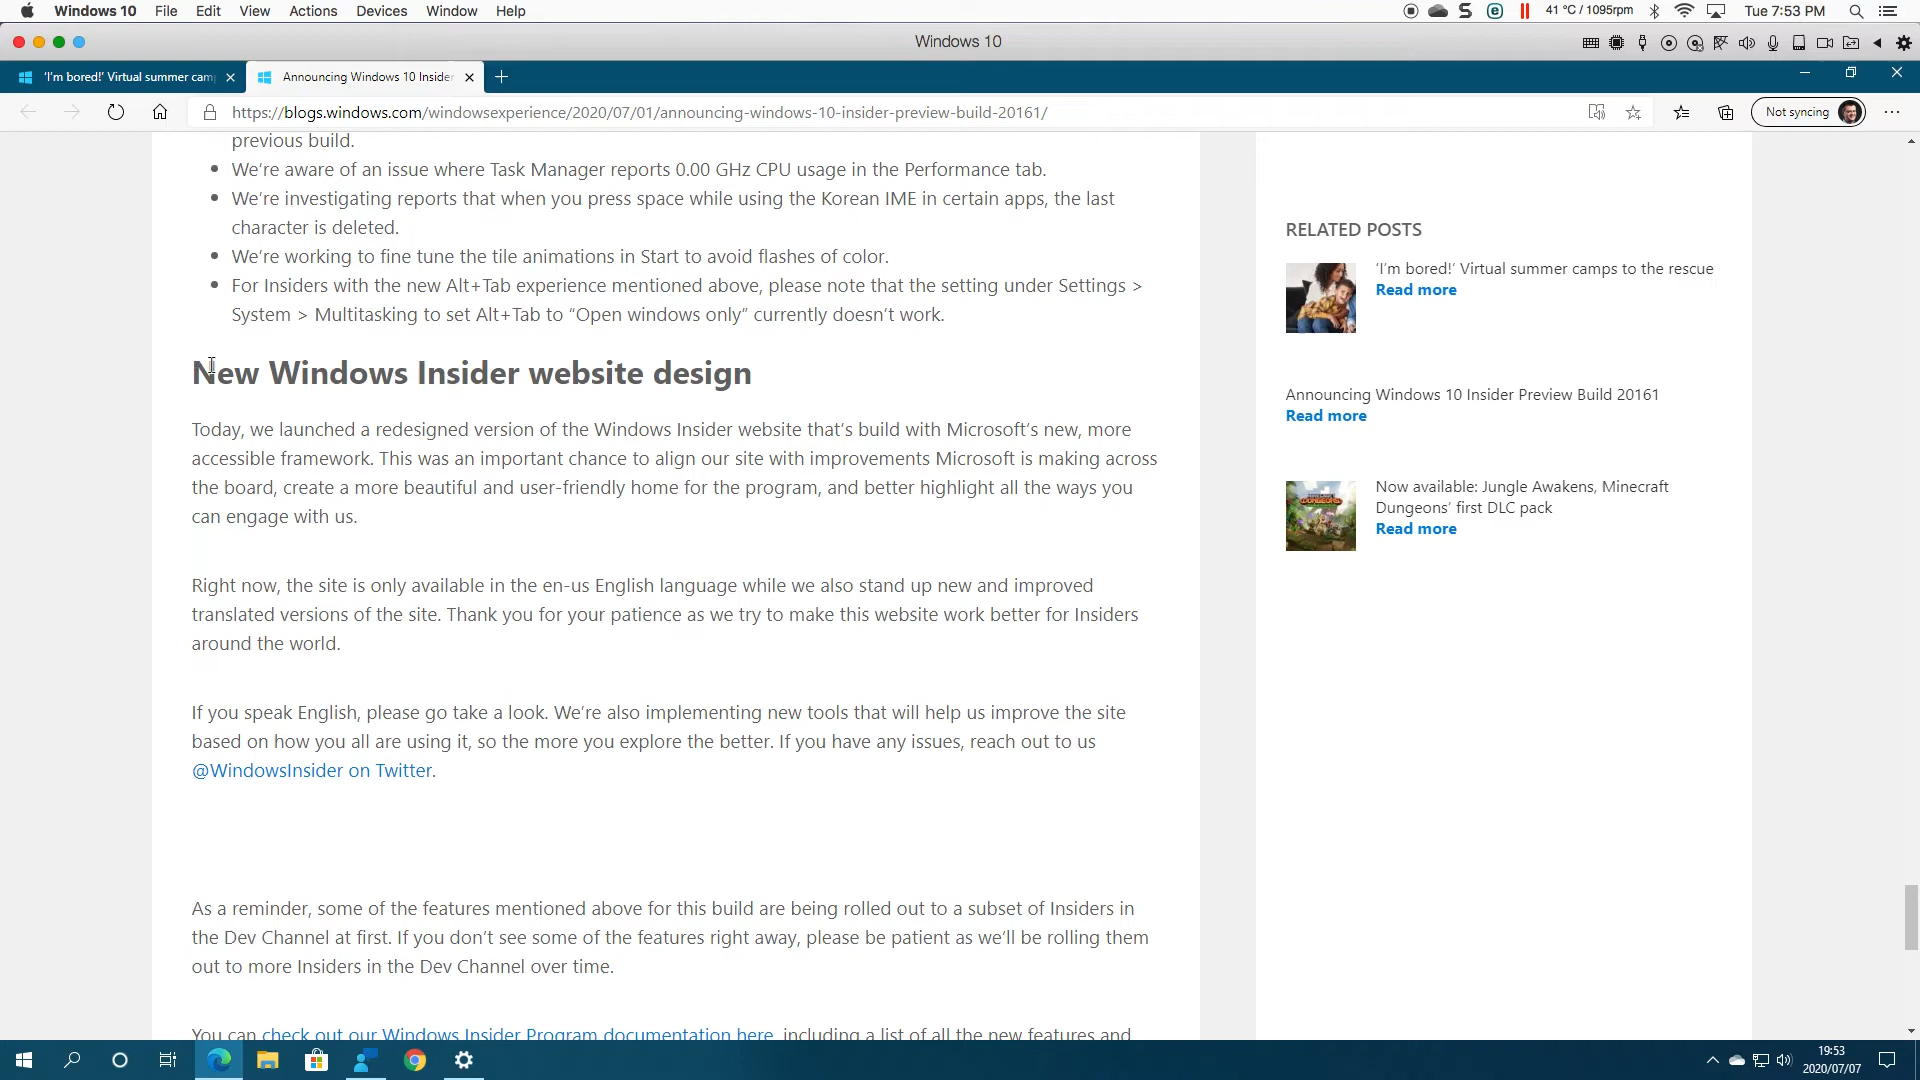 Windows 10 File Edit View Actions Devices Window Help
41 °C / 1095rpm Tue 7:53 PM
Windows 10
'I'm bored!' Virtual summer cam
Announcing Windows 10 Inside
https://blogs.windows.com/windowsexperience/2020/07/01/announcing-windows-10-insider-preview-build-20161/
Not syncing
previous build.
We're aware of an issue where Task Manager reports 0.00 GHz CPU usage in the Performance tab.
We're investigating reports that when you press space while using the Korean IME in certain apps, the last
character is deleted.
We're working to fine tune the tile animations in Start to avoid flashes of color.
For Insiders with the new Alt+Tab experience mentioned above, please note that the setting under Settings >
System > Multitasking to set Alt+Tab to “Open windows only” currently doesn't work.
New Windows Insider website design
Today, we launched a redesigned version of the Windows Insider website that's build with Microsoft's new, more
accessible framework. This was an important chance to align our site with improvements Microsoft is making across
the board, create a more beautiful and user-friendly home for the program, and better highlight all the ways you
can engage with us.
Right now, the site is only available in the en-us English language while we also stand up new and improved
translated versions of the site. Thank you for your patience as we try to make this website work better for Insiders
around the world.
If you speak English, please go take a look. We're also implementing new tools that will help us improve the site
based on how you all are using it, so the more you explore the better. If you have any issues, reach out to us
@WindowsInsider on Twitter.
As a reminder, some of the features mentioned above for this build are being rolled out to a subset of Insiders in
the Dev Channel at first. If you don't see some of the features right away, please be patient as we'll be rolling them
out to more Insiders in the Dev Channel over time.
You can check out our Windows Insider Program documentation here, including a list of all the new features and
RELATED POSTS
'I'm bored!' Virtual summer camps to the rescue
Read more
Announcing Windows 10 Insider Preview Build 20161
Read more
Now available: Jungle Awakens, Minecraft
Dungeons' first DLC pack
Read more
19:53
2020/07/07